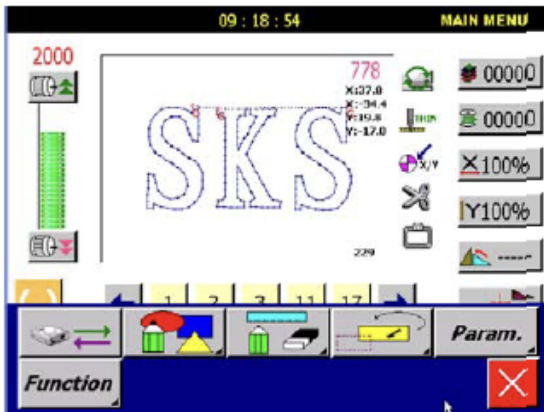 09 : 18 : 54
MAIN MENU
2000
778
X:37.0
X:-34.4
Y:19.8
Y:-17.0
SKS
229
00000
00000
X/Y
X100%
Y100%
-----
1 2 3 11 17
Param.
Function